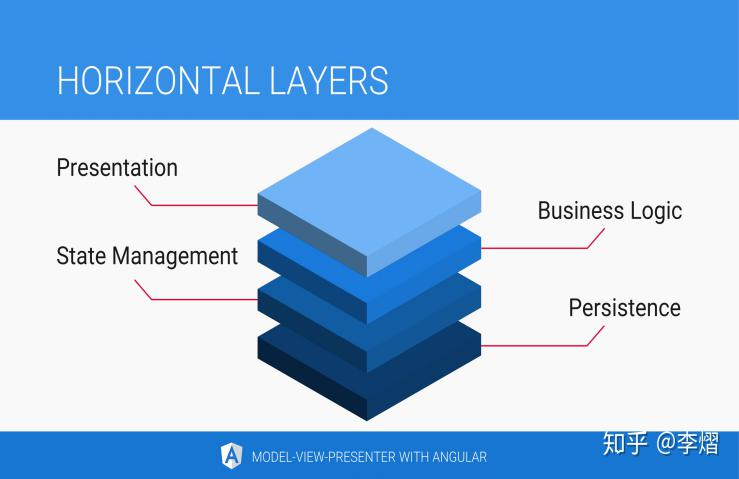 HORIZONTAL LAYERS
Presentation
Business Logic
State Management
Persistence
知乎 @李熠
MODEL-VIEW-PRESENTER WITH ANGULAR